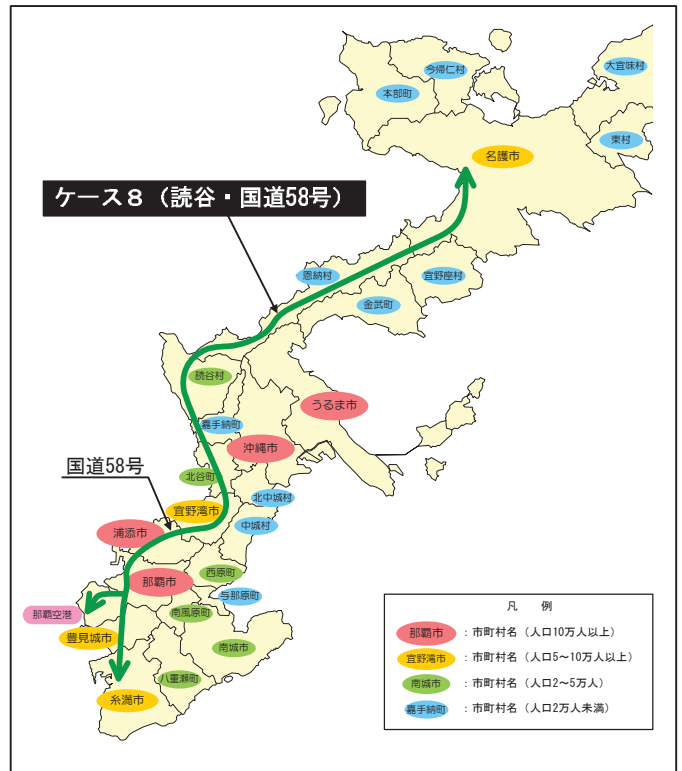 今帰仁村
大宜味村
本部町
東村
名護市
ケース8（読谷・国道58号）
恩納村
宜野座村
金武町
読谷村
うるま市
嘉手納町
沖縄市
国道58号
北谷町
北中城村
宜野湾市
中城村
浦添市
西原町
那覇市
与那原町
那覇空港
南風原町
豊見城市
南城市
八重瀬町
糸満市
凡　例
那覇市 ：市町村名（人口10万人以上）
宜野湾市 ：市町村名（人口5～10万人以上）
南城市 ：市町村名（人口2～5万人）
嘉手納町 ：市町村名（人口2万人未満）